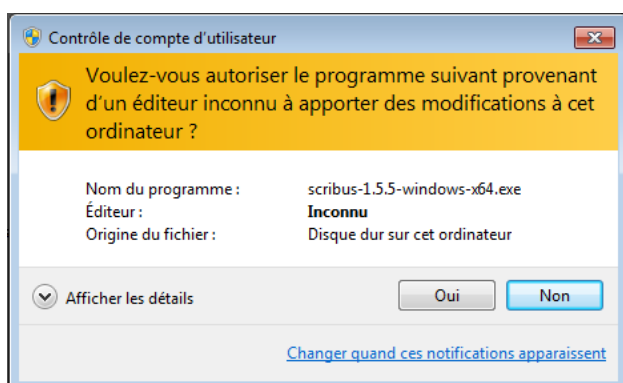 Contrôle de compte d'utilisateur
Voulez-vous autoriser le programme suivant provenant
d'un éditeur inconnu à apporter des modifications à cet
ordinateur ?
Nom du programme : scribus-1.5.5-windows-x64.exe
Éditeur : Inconnu
Origine du fichier : Disque dur sur cet ordinateur
Afficher les détails Oui Non
Changer quand ces notifications apparaissent